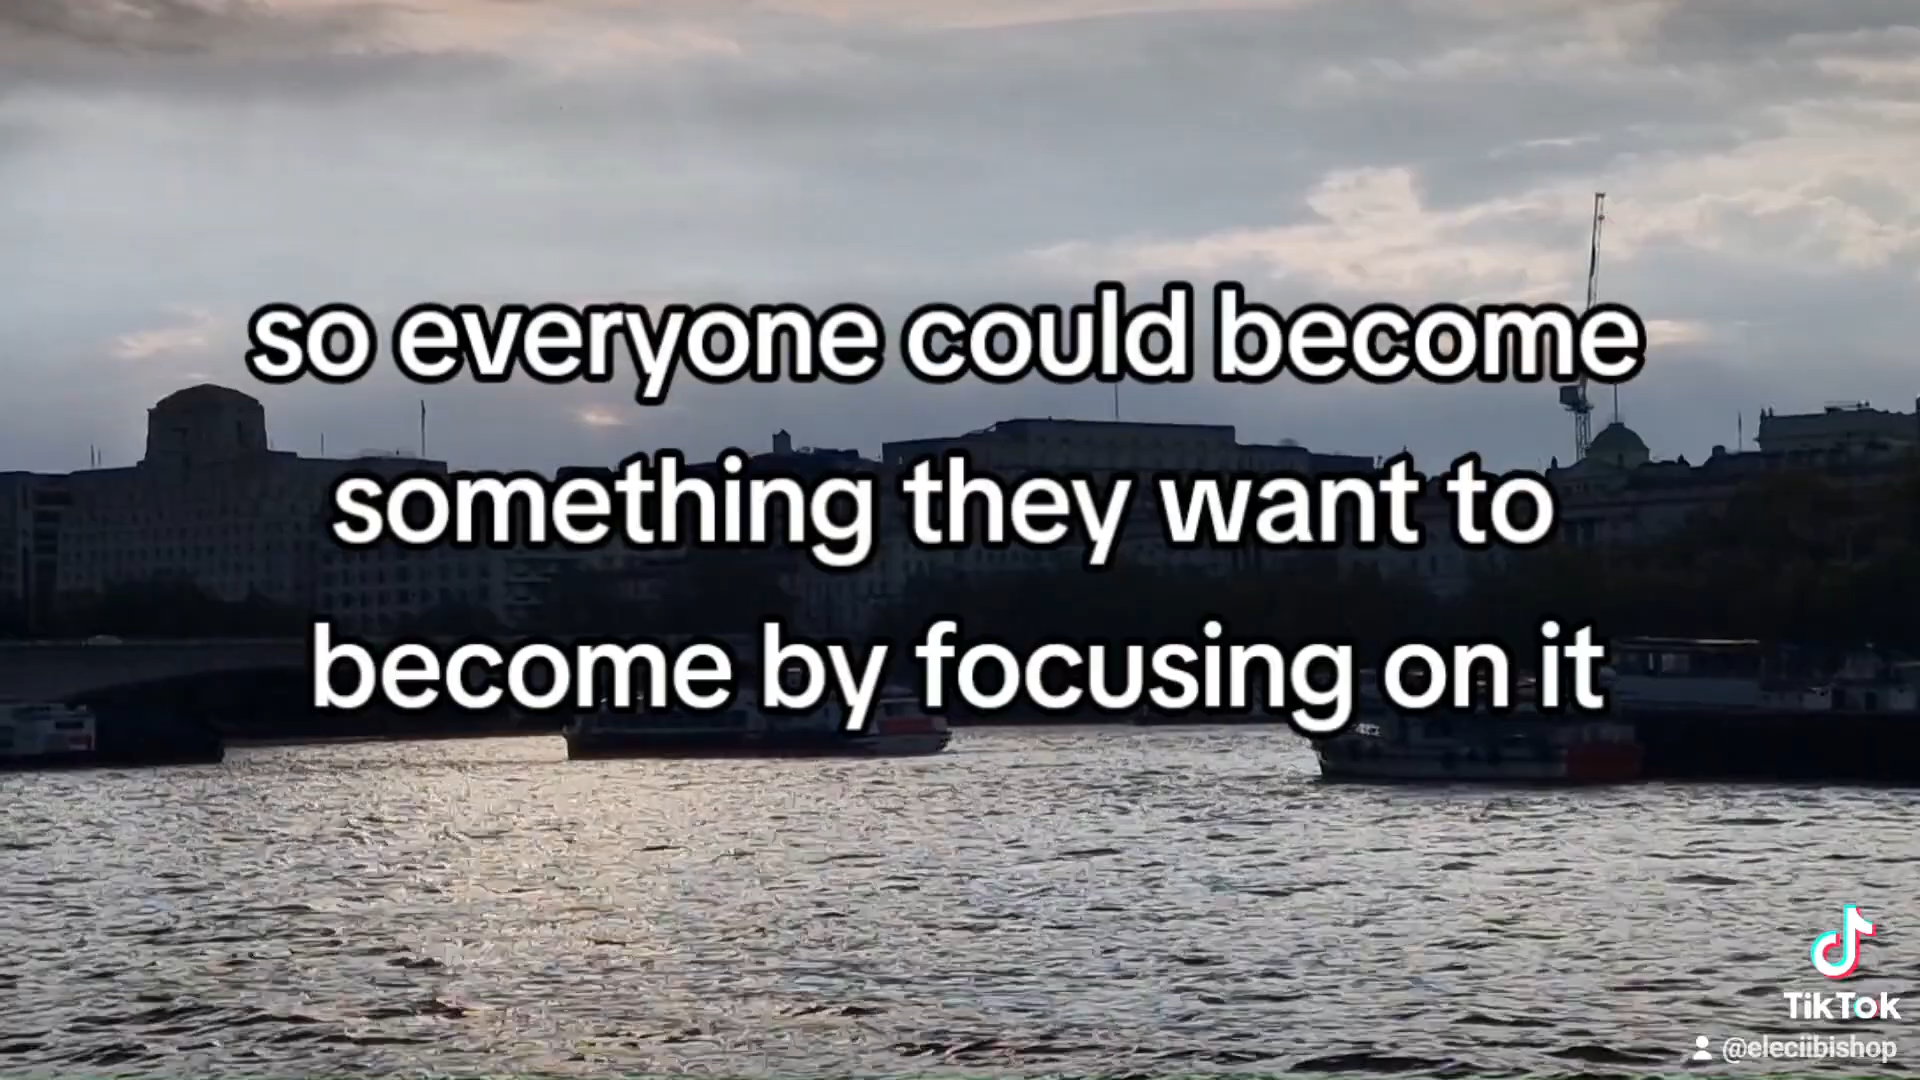 so everyone could become
something they want to
become by focusing on it
TikTok
@eleciibishop